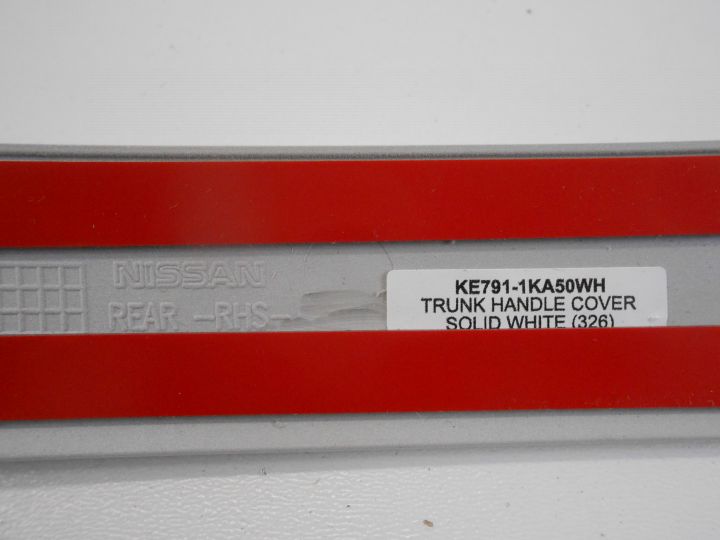 NISSAN
REAR -RHS-
KE791-1KA50WH
TRUNK HANDLE COVER
SOLID WHITE (326)